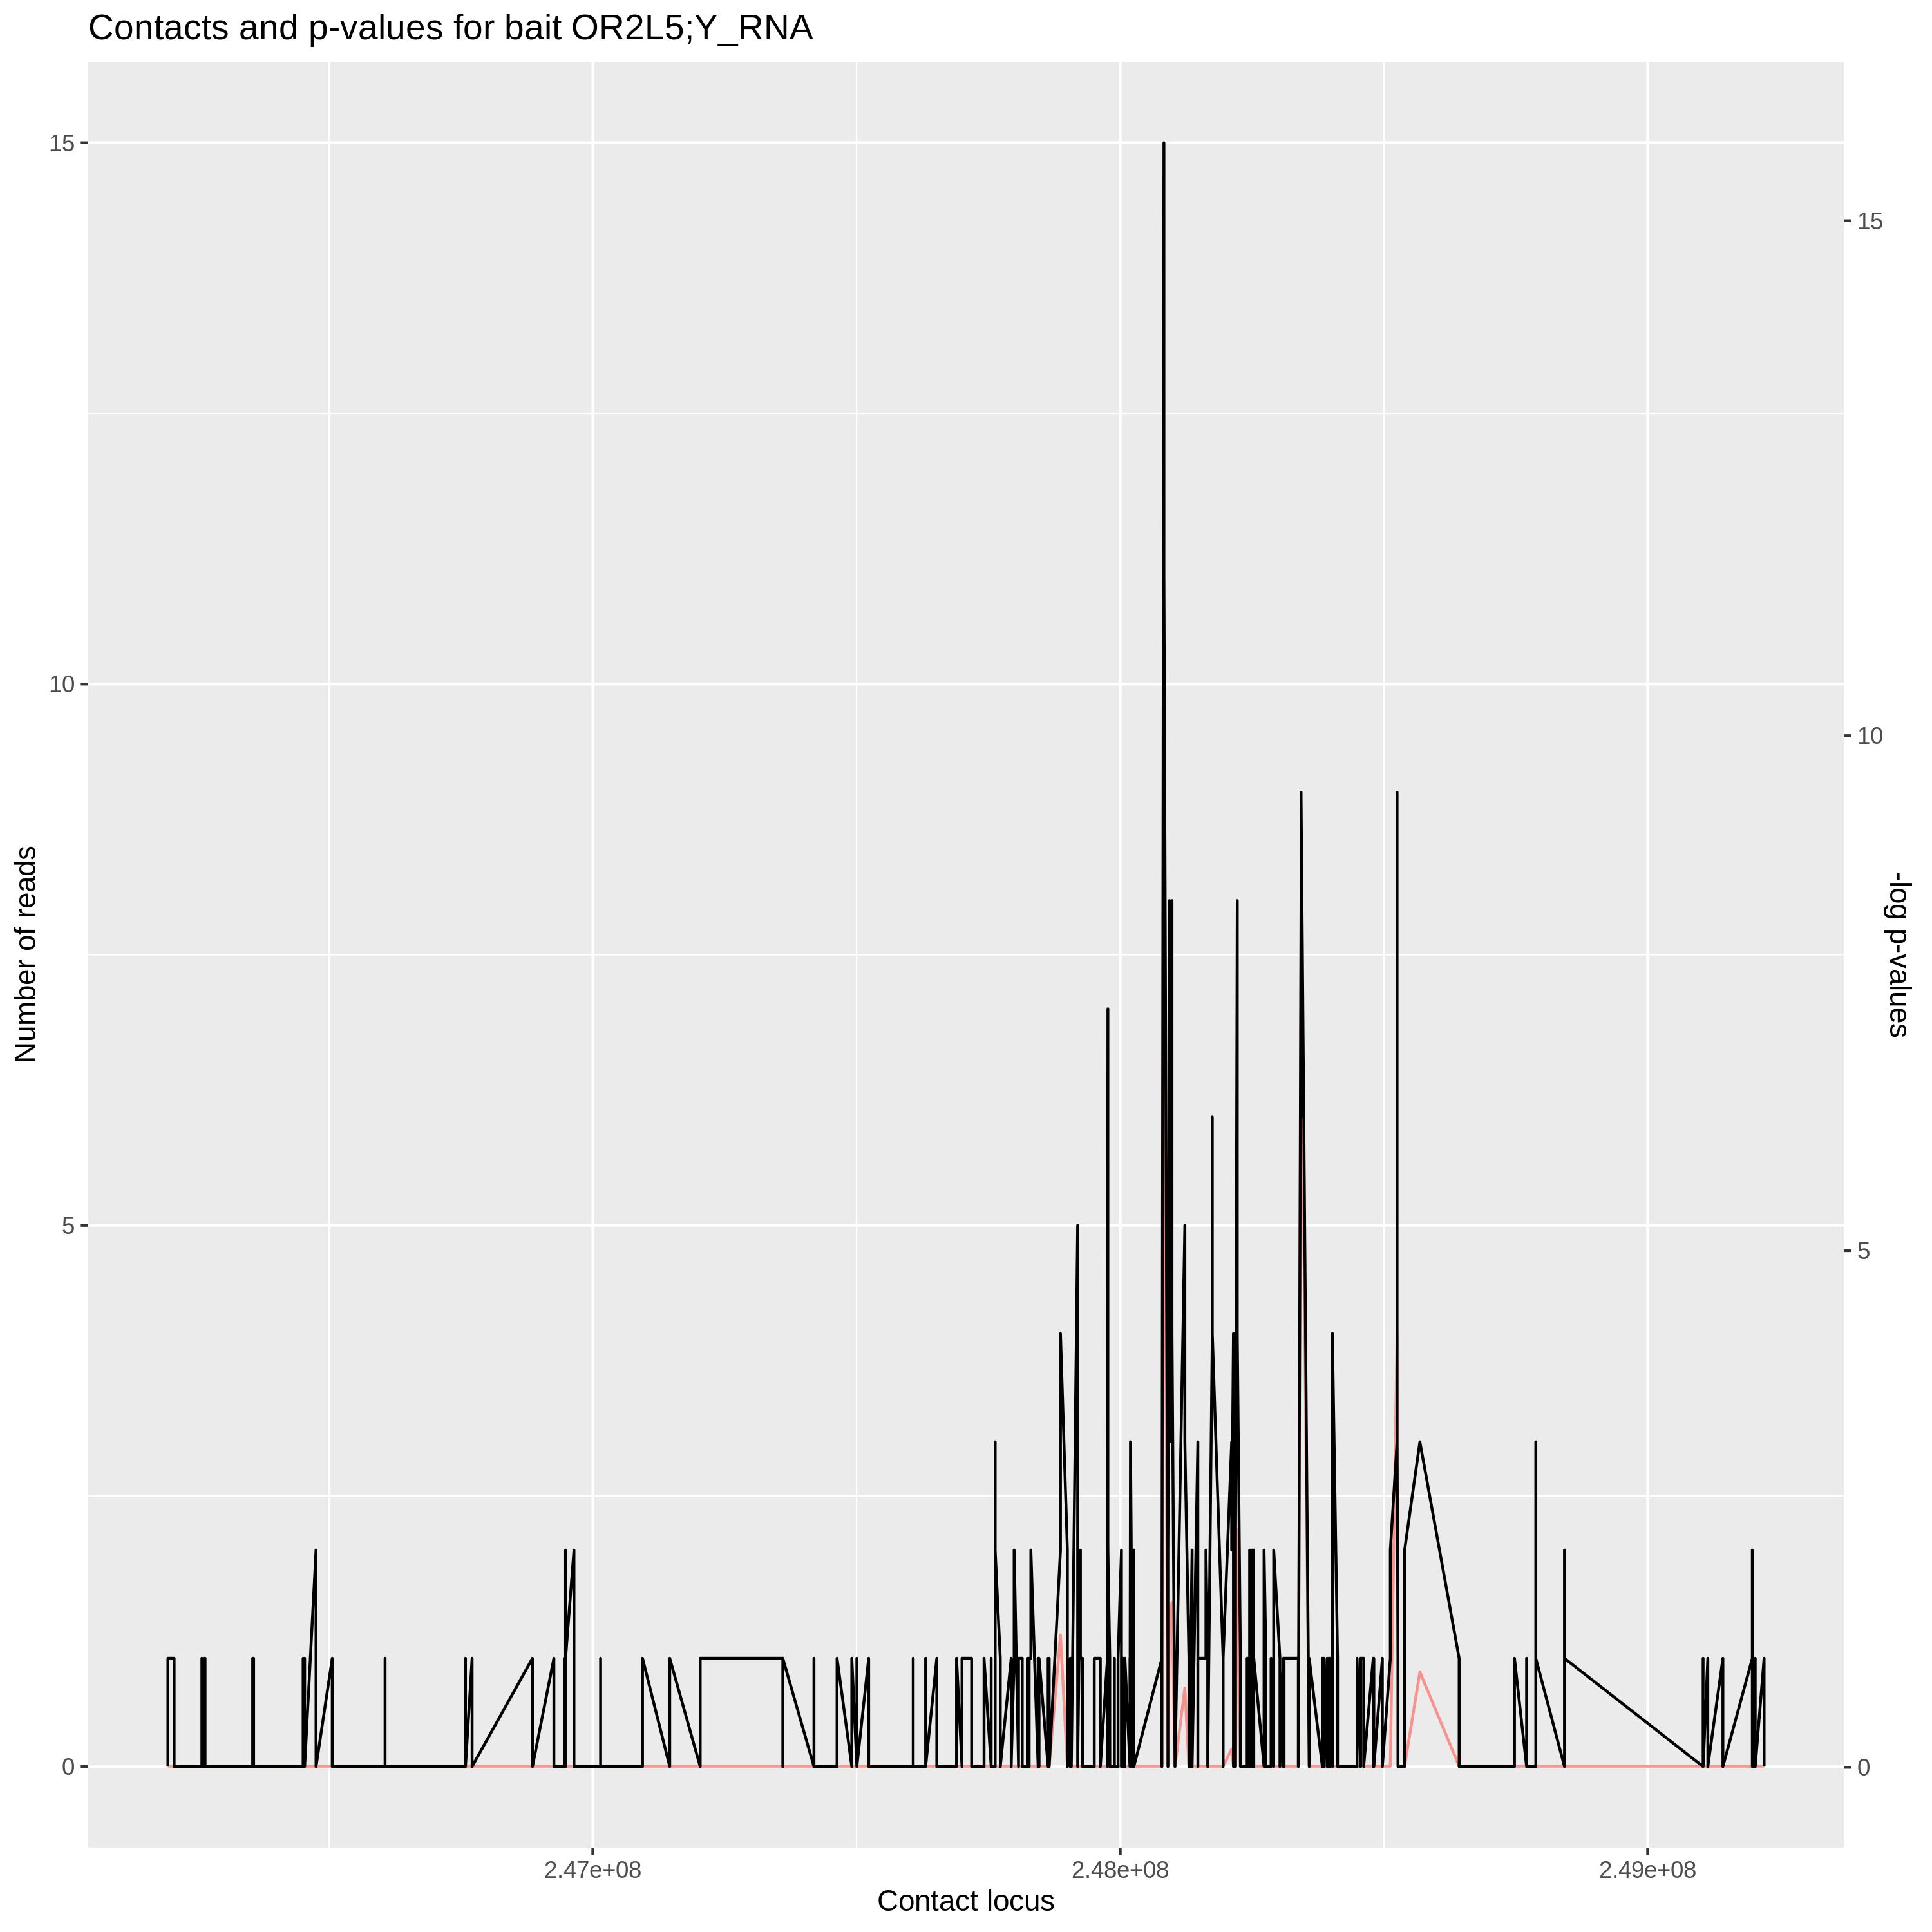 Contacts and p-values for bait OR2L5;Y_RNA
15
10
5
0
Number of reads
15
10
5
0
-log p-values
2.47e+08 2.48e+08 2.49e+08
Contact locus